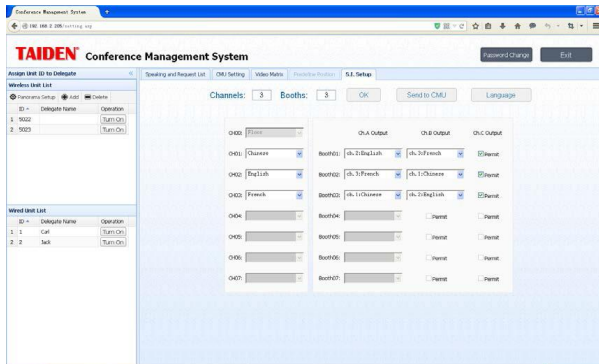 Conference Management System
192.168.2.205/setting.asp
TAIDEN® Conference Management System
Password Change
Exit
Assign Unit ID to Delegate
Speaking and Request List
CMU Setting
Video Matrix
Predefine Position
S.I. Setup
Wireless Unit List
Panorama Setup Add Delete
ID Delegate Name Operation
1 5022 Turn On
2 5023 Turn On
Channels: 3 Booths: 3 OK Send to CMU Language
CH00: Floor Ch.A Output Ch.B Output Ch.C Output
CH01: Chinese Booth01: ch.2:English ch.3:French Permit
CH02: English Booth02: ch.3:French ch.1:Chinese Permit
CH03: French Booth03: ch.1:Chinese ch.2:English Permit
CH04: Booth04: Permit Permit
CH05: Booth05: Permit Permit
CH06: Booth06: Permit Permit
CH07: Booth07: Permit Permit
Wired Unit List
ID Delegate Name Operation
1 1 Carl Turn On
2 2 Jack Turn On